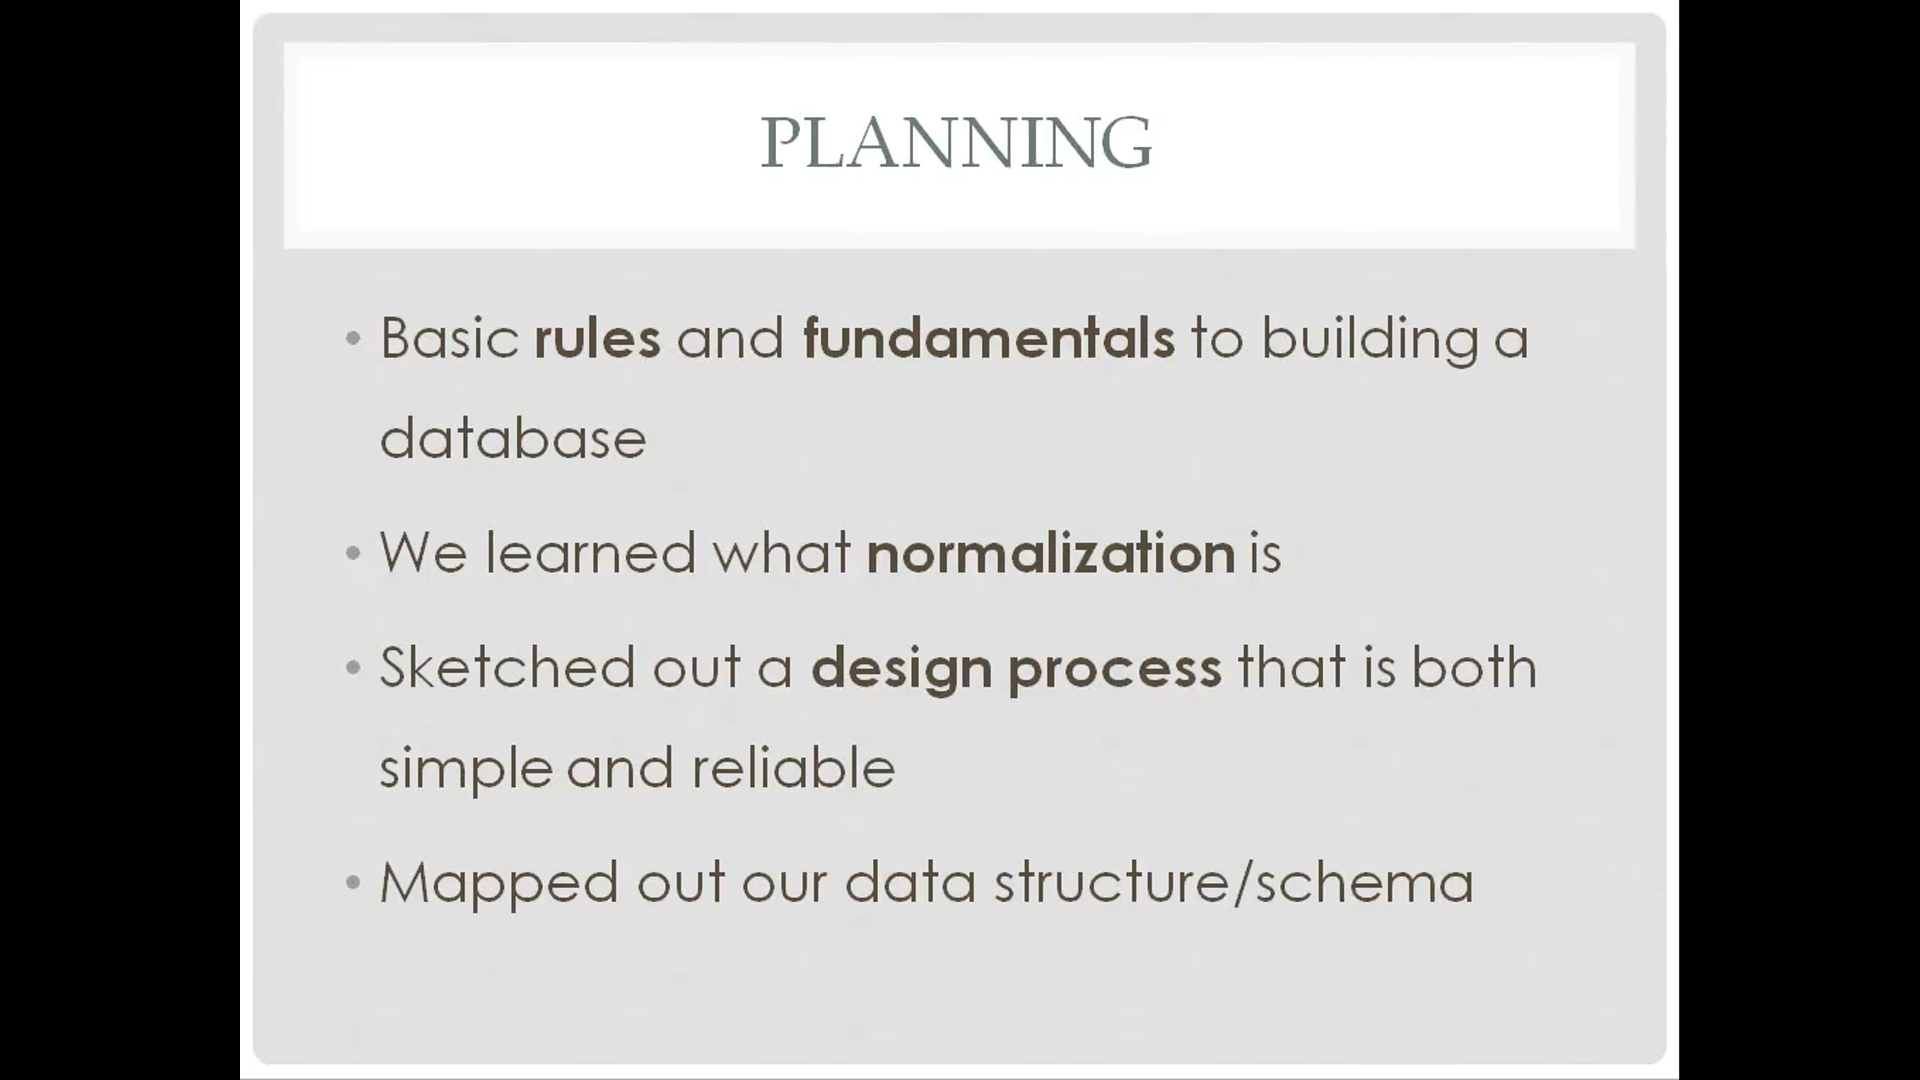 PLANNING
• Basic rules and fundamentals to building a
database
• We learned what normalization is
• Sketched out a design process that is both
simple and reliable
• Mapped out our data structure/schema